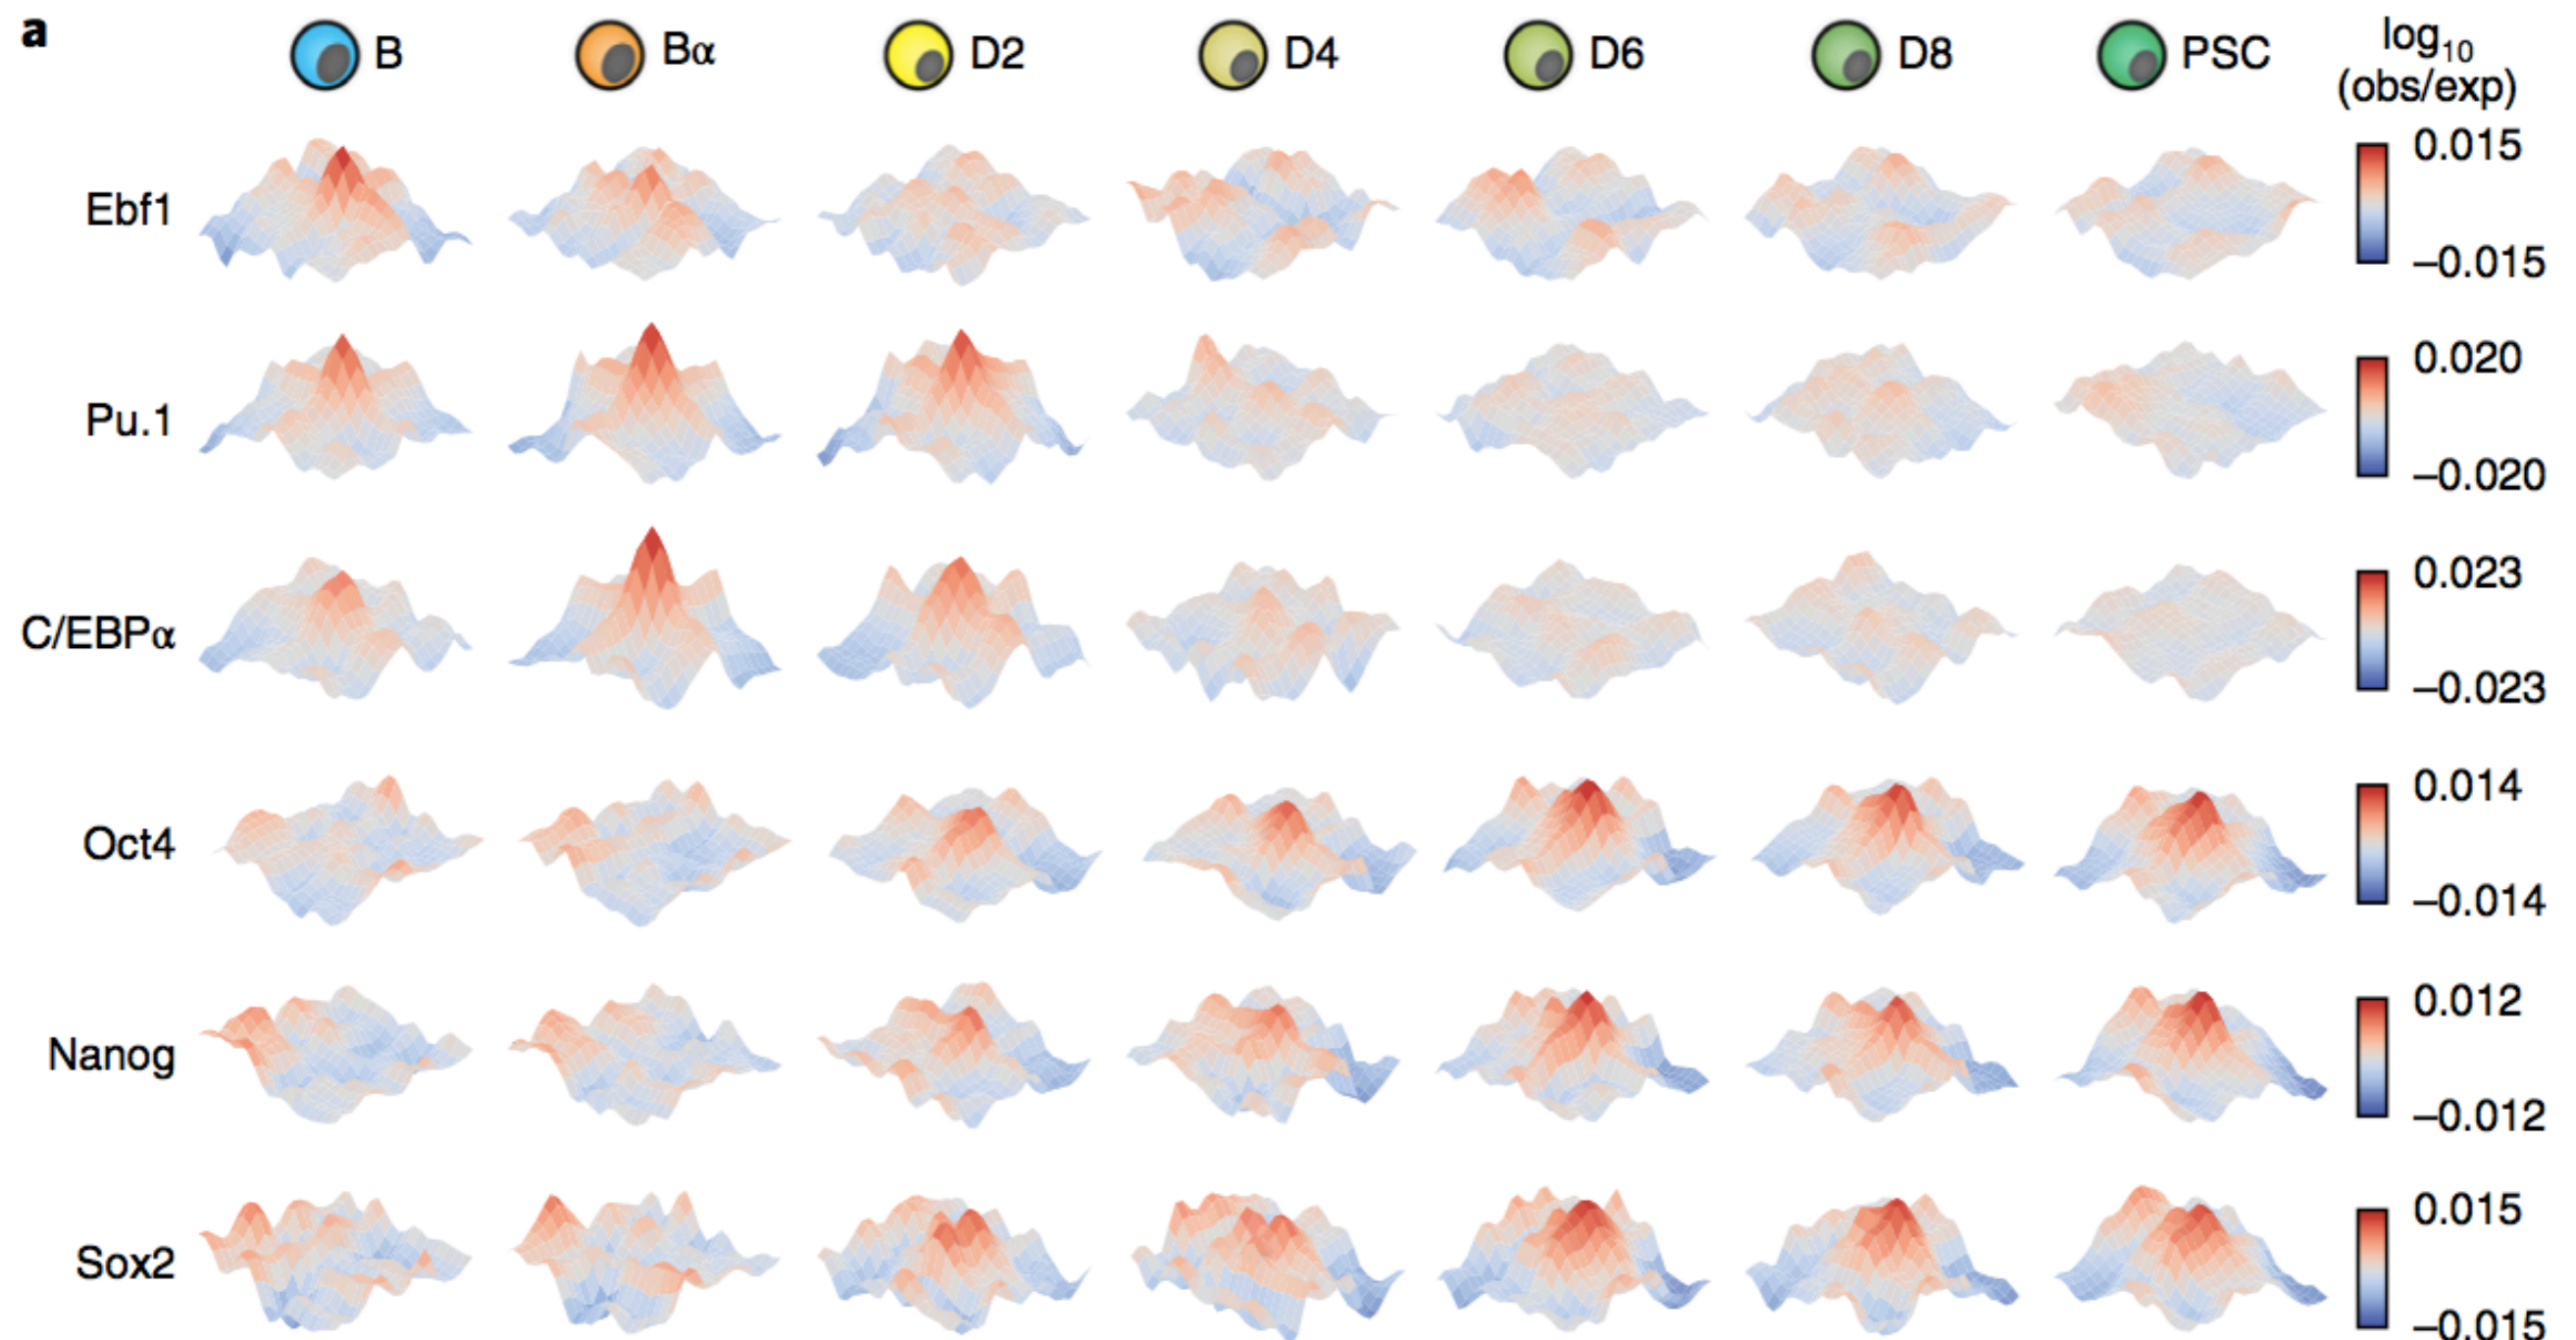 a
B Bα D2 D4 D6 D8 PSC log₁₀
(obs/exp)
Ebf1 0.015
–0.015
Pu.1 0.020
–0.020
C/EBPα 0.023
–0.023
Oct4 0.014
–0.014
Nanog 0.012
–0.012
Sox2 0.015
–0.015